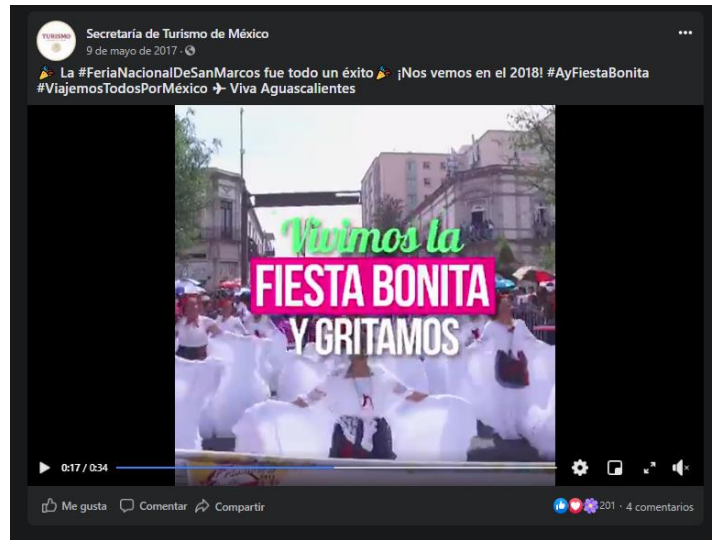 TURISMO
Secretaría de Turismo de México
9 de mayo de 2017 ·
La #FeriaNacionalDeSanMarcos fue todo un éxito ¡Nos vemos en el 2018! #AyFiestaBonita
#ViajemosTodosPorMéxico ✈ Viva Aguascalientes
Vivimos la
FIESTA BONITA
Y GRITAMOS
0:17 / 0:34
Me gusta Comentar Compartir 201 · 4 comentarios